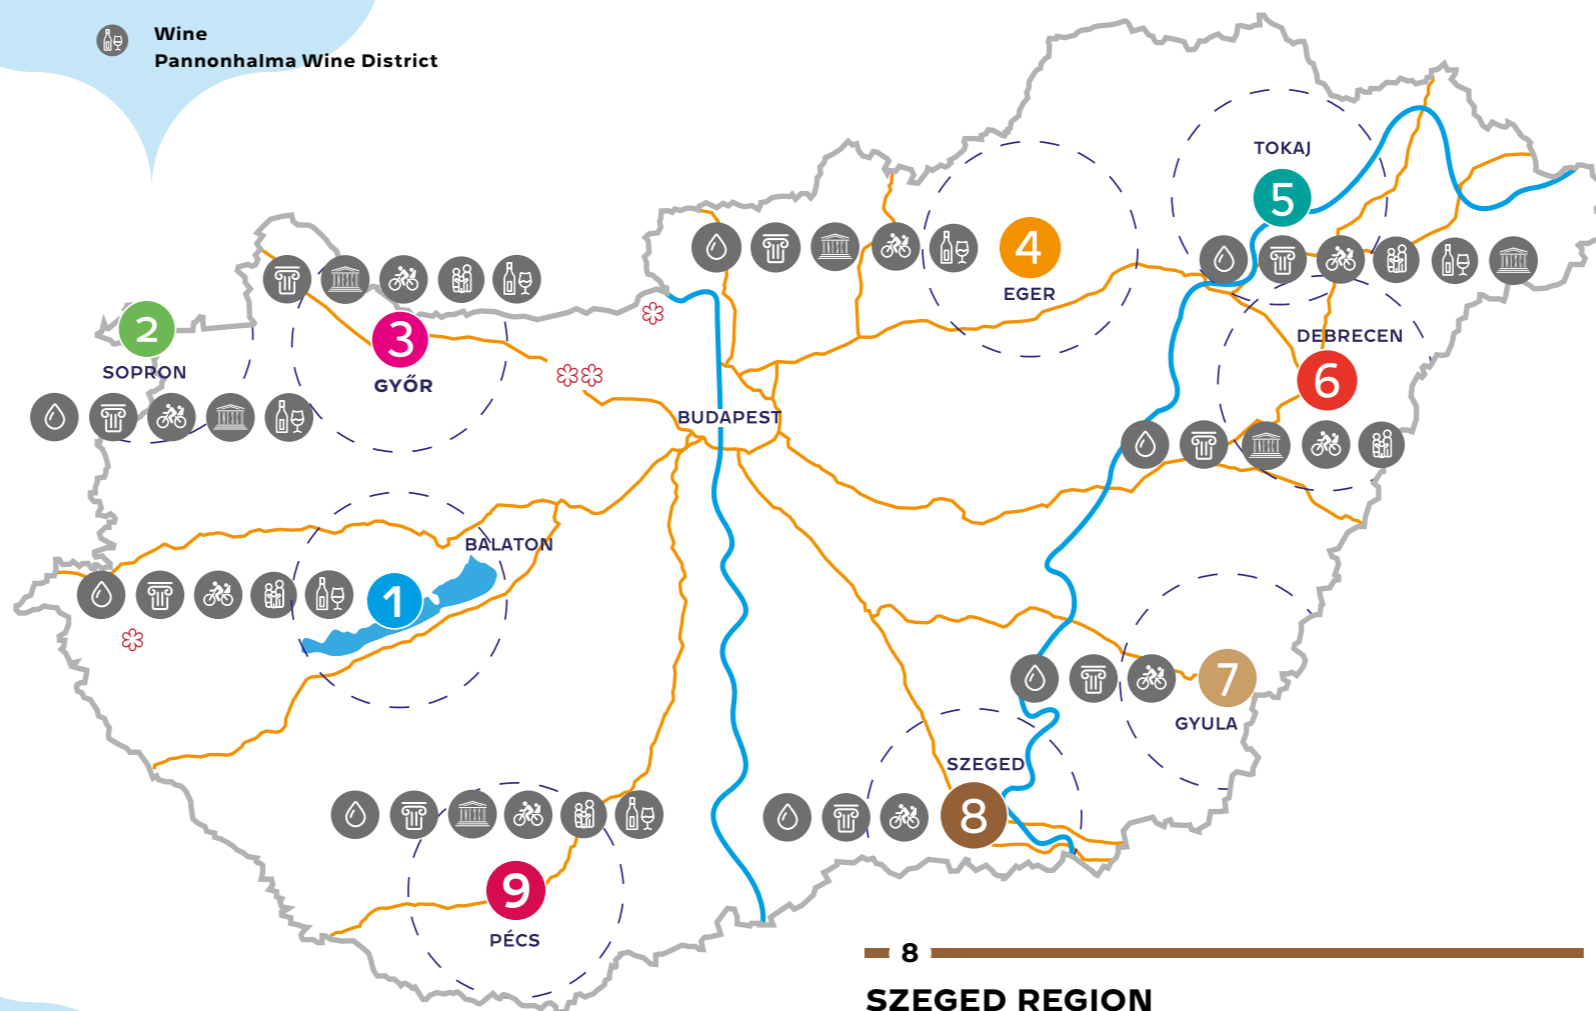 Wine
Pannonhalma Wine District
TOKAJ
5
4
EGER
2
SOPRON
3
GYŐR
DEBRECEN
6
BUDAPEST
BALATON
1
7
GYULA
SZEGED
8
9
PÉCS
8
SZEGED REGION